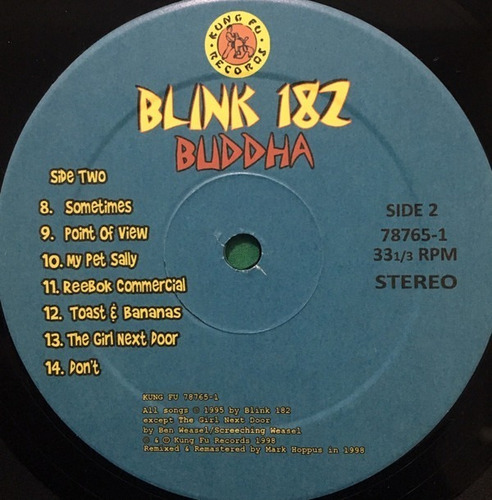 KUNG FU
RECORDS
BLINK 182
BUDDHA
Side Two
8. Sometimes
9. Point Of View
10. My Pet Sally
11. Reebok Commercial
12. Toast & Bananas
13. The Girl Next Door
14. Don't
SIDE 2
78765-1
33 1/3 RPM
STEREO
KUNG FU 78765-1
All songs © 1995 by Blink 182
except The Girl Next Door
by Ben Weasel/Screeching Weasel
© & ℗ Kung Fu Records 1998
Remixed & Remastered by Mark Hoppus in 1998